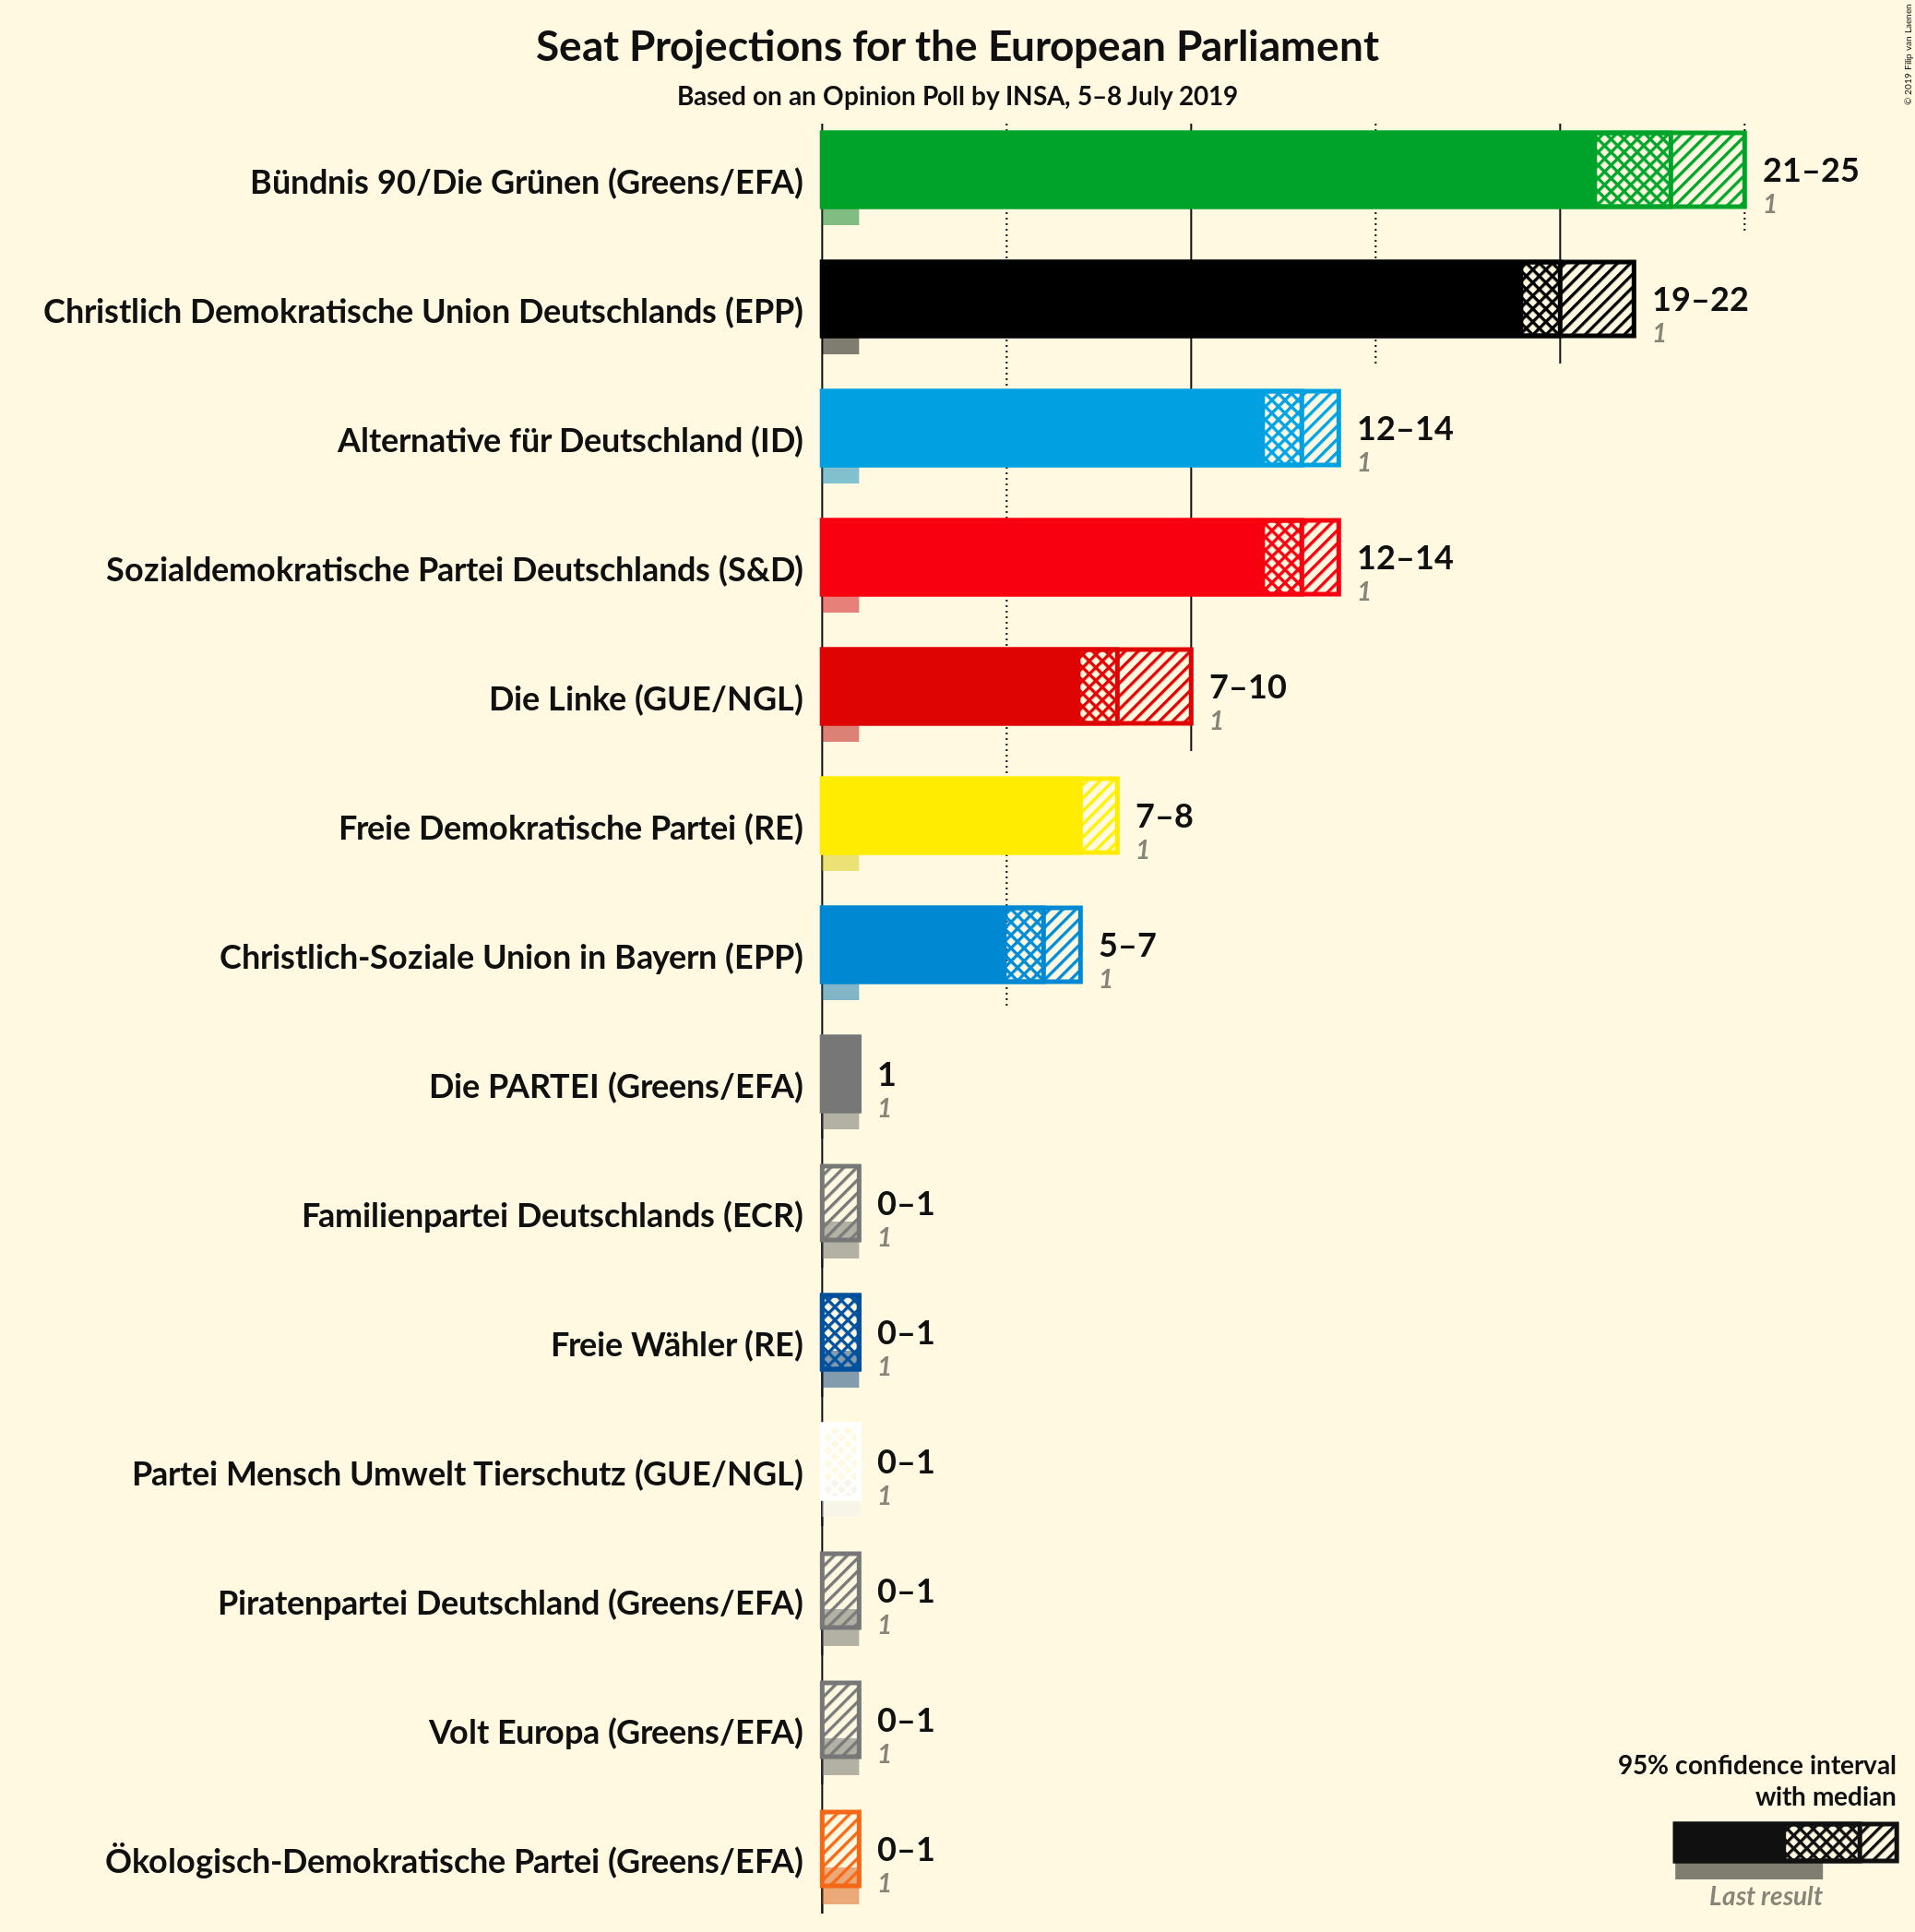 Seat Projections for the European Parliament
Based on an Opinion Poll by INSA, 5–8 July 2019
© 2019 Filip van Laenen
Bündnis 90/Die Grünen (Greens/EFA)
21–25
1
Christlich Demokratische Union Deutschlands (EPP)
19–22
1
Alternative für Deutschland (ID)
12–14
1
Sozialdemokratische Partei Deutschlands (S&D)
12–14
1
Die Linke (GUE/NGL)
7–10
1
Freie Demokratische Partei (RE)
7–8
1
Christlich-Soziale Union in Bayern (EPP)
5–7
1
Die PARTEI (Greens/EFA)
1
1
Familienpartei Deutschlands (ECR)
0–1
1
Freie Wähler (RE)
0–1
1
Partei Mensch Umwelt Tierschutz (GUE/NGL)
0–1
1
Piratenpartei Deutschland (Greens/EFA)
0–1
1
Volt Europa (Greens/EFA)
0–1
1
Ökologisch-Demokratische Partei (Greens/EFA)
0–1
1
95% confidence interval
with median
Last result